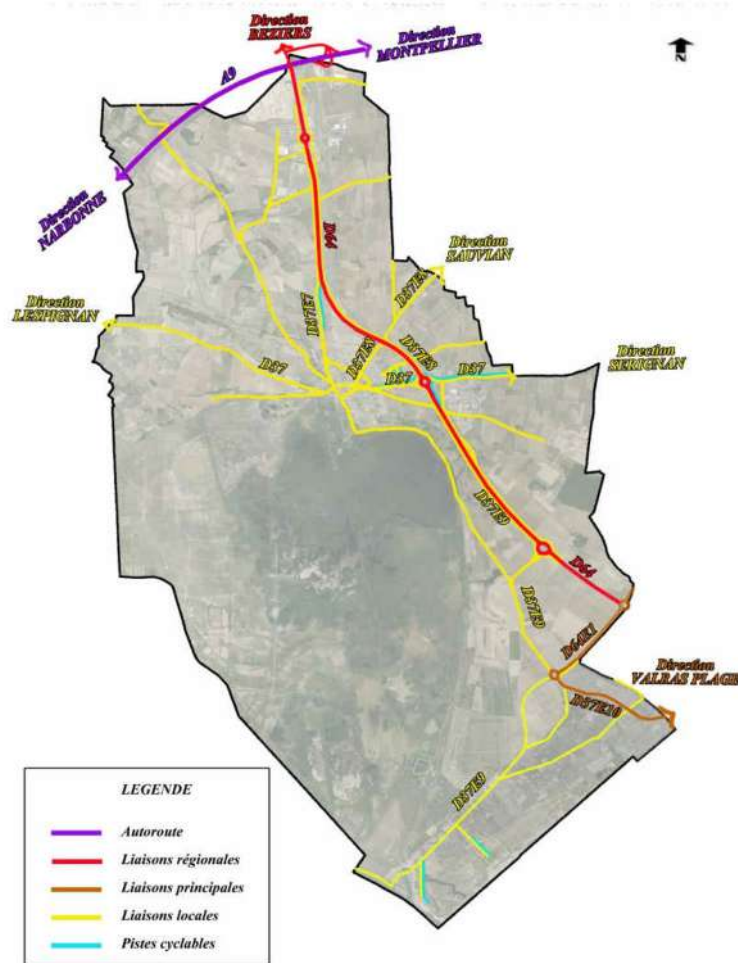 Direction
BEZIERS
Direction
MONTPELLIER
N
A9
Direction
NARBONNE
D64
Direction
SAUVIAN
D37E8
Direction
LESPIGNAN
D37E7
D37
D37E8
D37E8
D37
D37
Direction
SERIGNAN
D37E9
D64
D37E9
D64E1
Direction
VALRAS PLAGE
D37E10
D37E9
LEGENDE
Autoroute
Liaisons régionales
Liaisons principales
Liaisons locales
Pistes cyclables